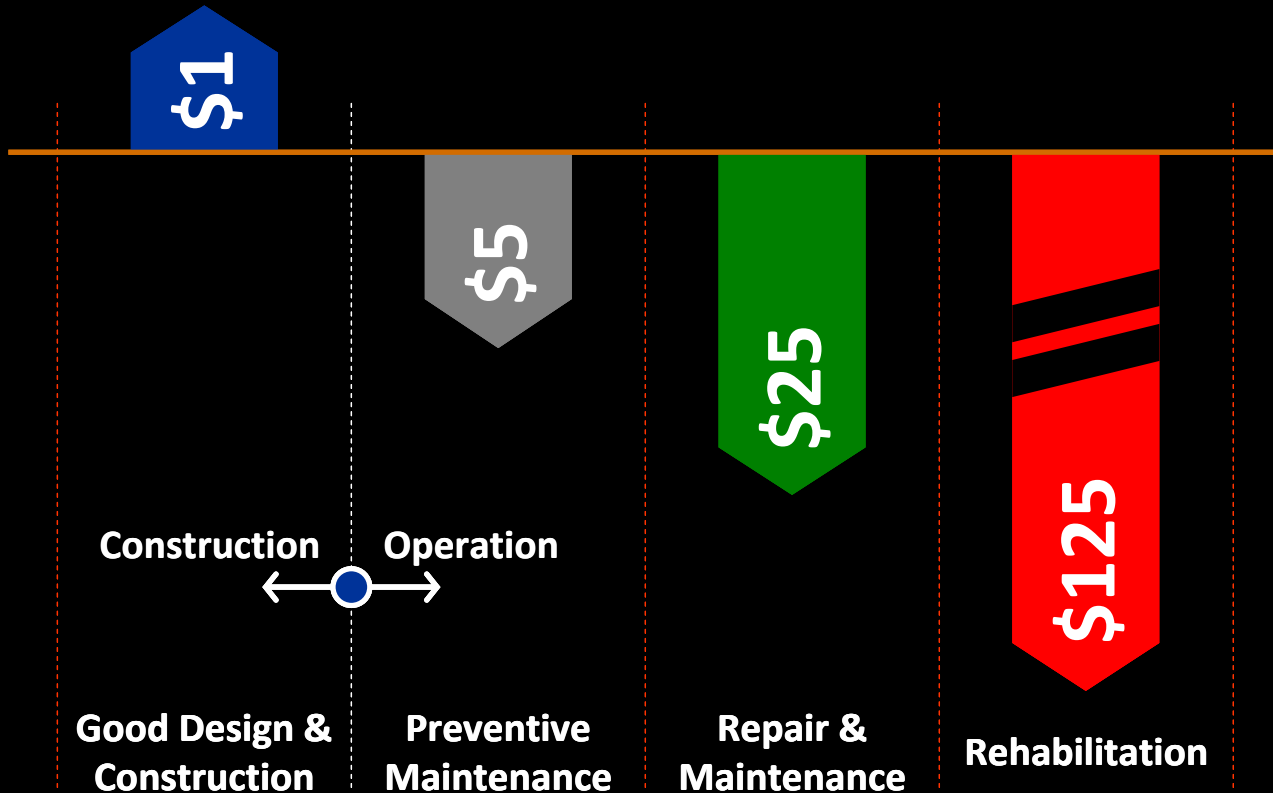 $1
$5
$25
$125
Construction
Operation
Good Design &
Construction
Preventive
Maintenance
Repair &
Maintenance
Rehabilitation